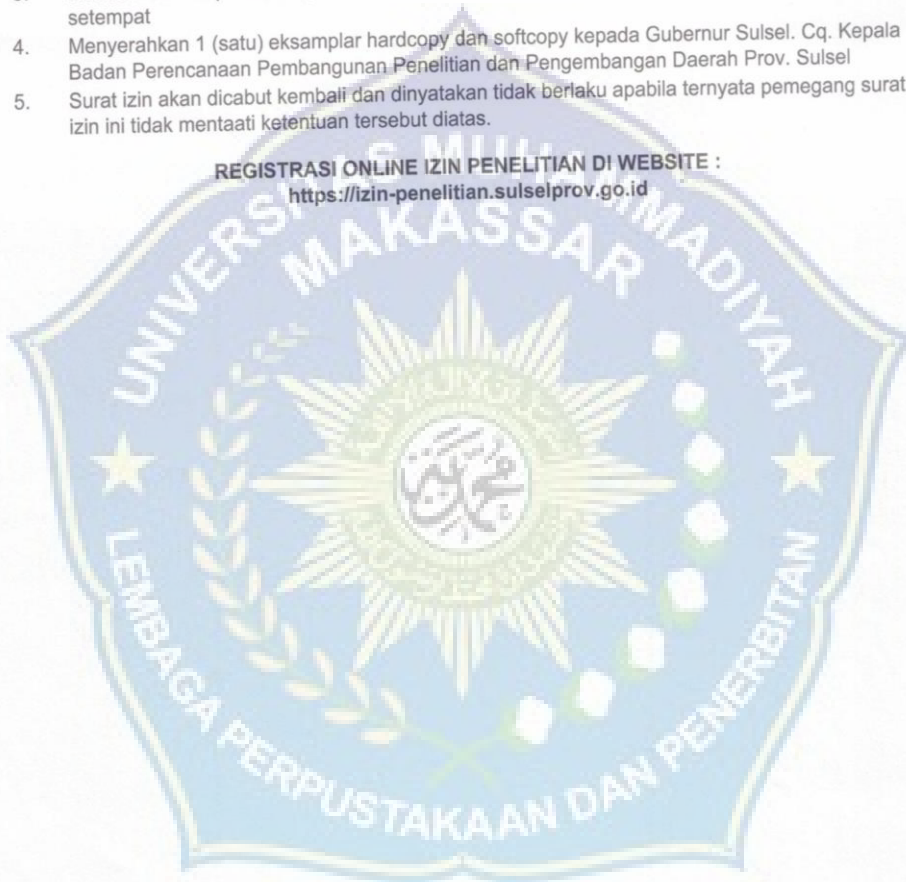 setempat
4. Menyerahkan 1 (satu) eksamplar hardcopy dan softcopy kepada Gubernur Sulsel. Cq. Kepala
Badan Perencanaan Pembangunan Penelitian dan Pengembangan Daerah Prov. Sulsel
5. Surat izin akan dicabut kembali dan dinyatakan tidak berlaku apabila ternyata pemegang surat
izin ini tidak mentaati ketentuan tersebut diatas.
REGISTRASI ONLINE IZIN PENELITIAN DI WEBSITE :
https://izin-penelitian.sulselprov.go.id
UNIVERSITAS MUHAMMADIYAH
MAKASSAR
LEMBAGA PERPUSTAKAAN DAN PENERBITAN